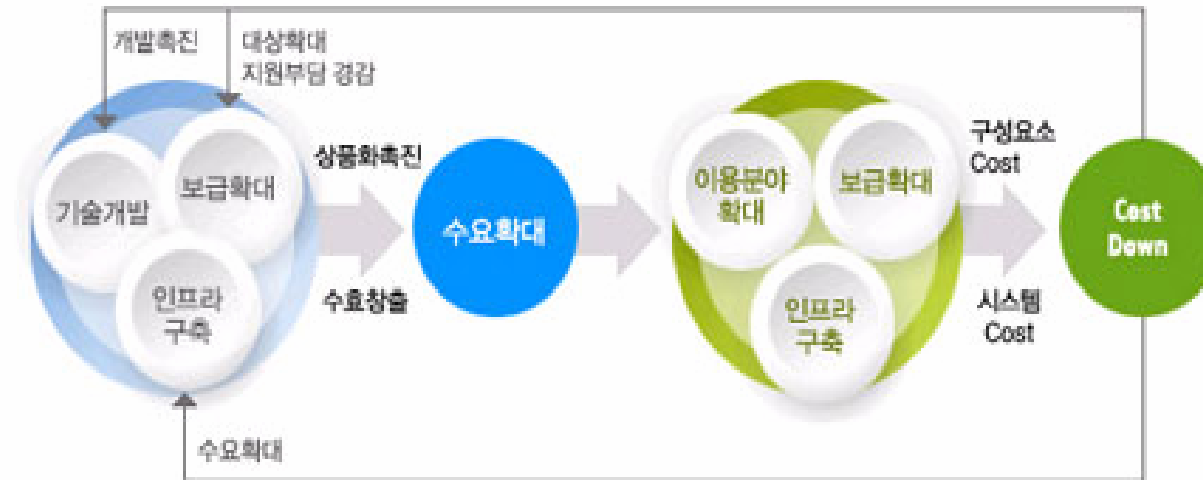 개발촉진
대상확대
지원부담 경감
기술개발
보급확대
인프라
구축
상품화촉진
수효창출
수요확대
이용분야
확대
보급확대
인프라
구축
구성요소
Cost
시스템
Cost
Cost
Down
수요확대